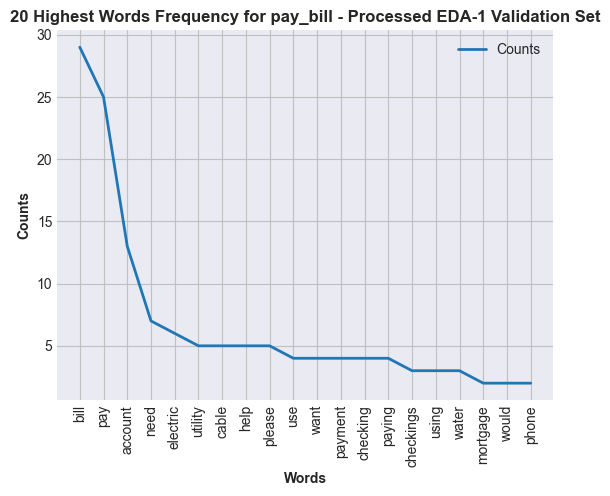 20 Highest Words Frequency for pay_bill - Processed EDA-1 Validation Set
Counts
30
25
20
15
10
5
Counts
bill
pay
account
need
electric
utility
cable
help
please
use
want
payment
checking
paying
checkings
using
water
mortgage
would
phone
Words